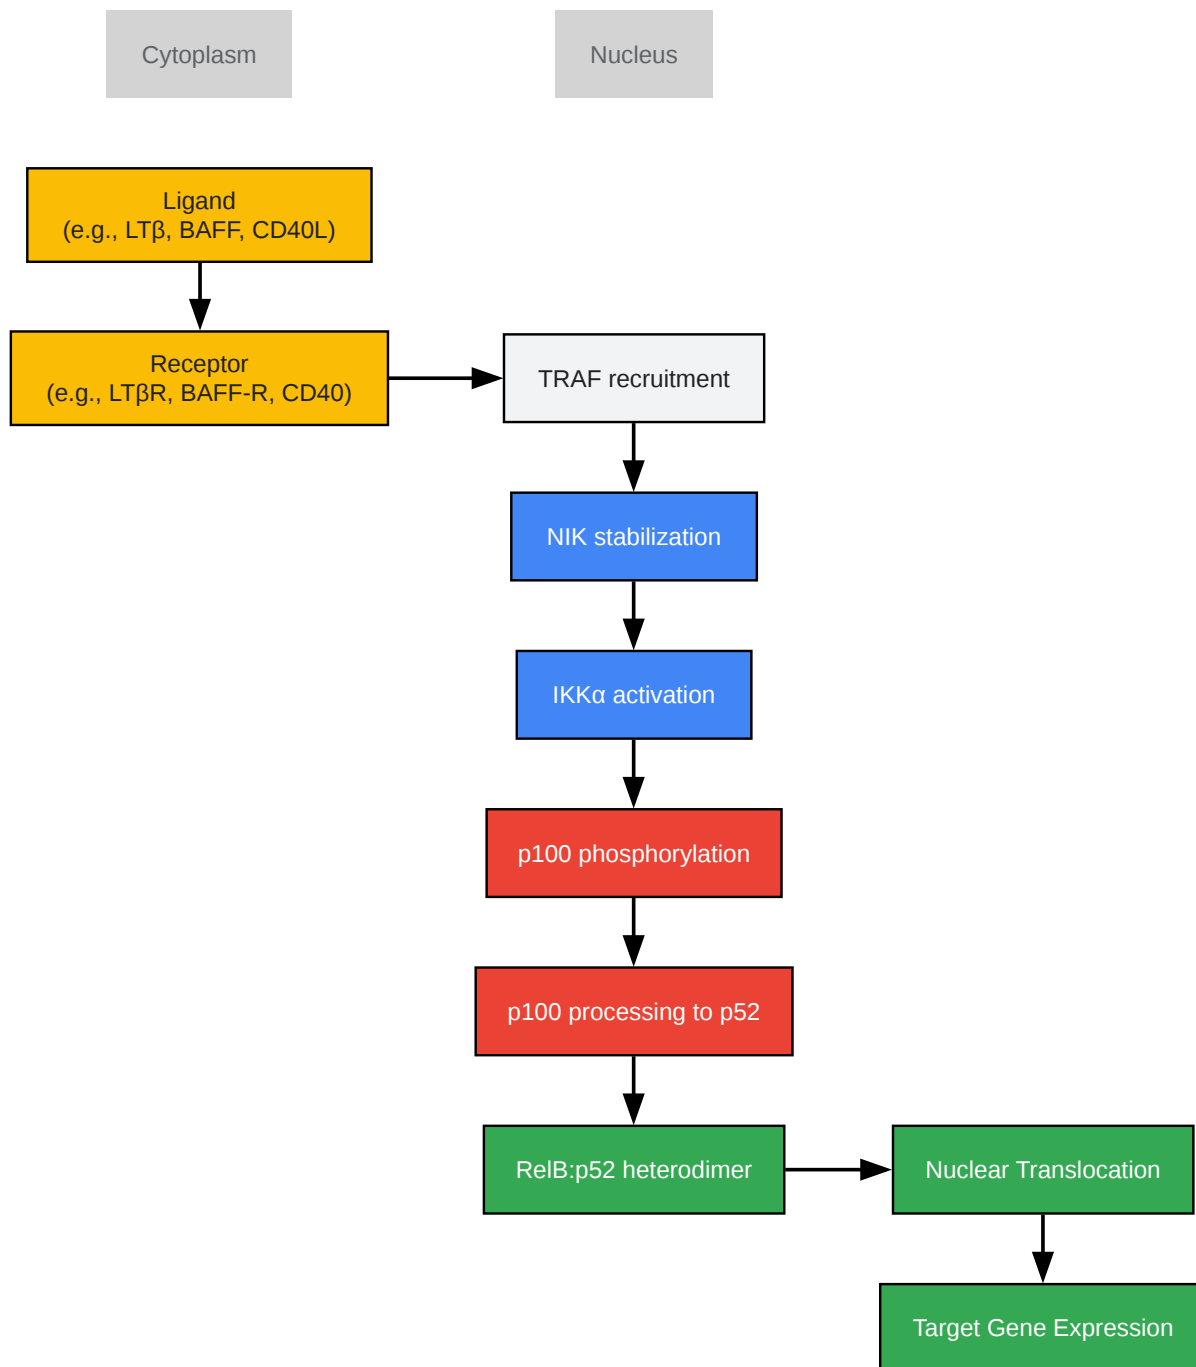 Cytoplasm
Nucleus
Ligand
(e.g., LTβ, BAFF, CD40L)
Receptor
(e.g., LTβR, BAFF-R, CD40)
TRAF recruitment
NIK stabilization
IKKα activation
p100 phosphorylation
p100 processing to p52
RelB:p52 heterodimer
Nuclear Translocation
Target Gene Expression